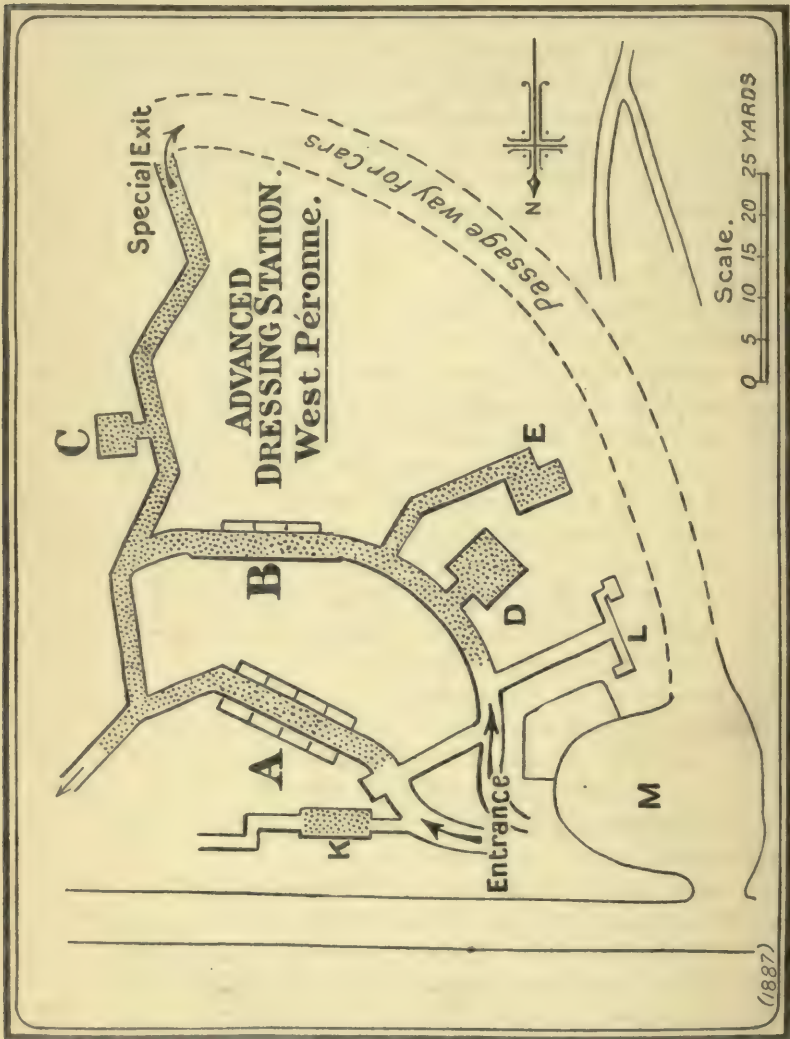 Special Exit
Passage way for Cars
ADVANCED
DRESSING STATION.
West Péronne.
N
C
B
A
E
D
L
K
M
Entrance
Scale.
0 5 10 15 20 25 YARDS
(1887)